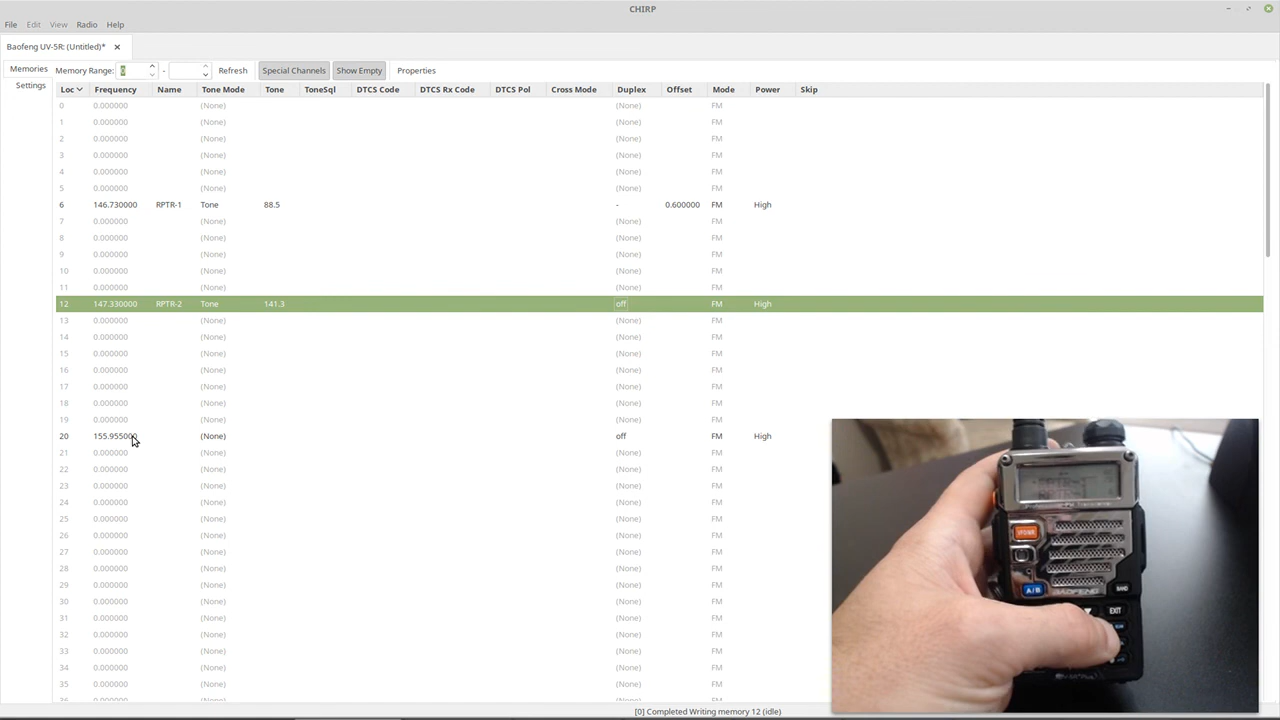 CHIRP
File Edit View Radio Help
Baofeng UV-5R: (Untitled)*
Memories Memory Range: 0 - Refresh Special Channels Show Empty Properties
Settings
Loc Frequency Name Tone Mode Tone ToneSql DTCS Code DTCS Rx Code DTCS Pol Cross Mode Duplex Offset Mode Power Skip
0 0.000000 (None) (None) FM
1 0.000000 (None) (None) FM
2 0.000000 (None) (None) FM
3 0.000000 (None) (None) FM
4 0.000000 (None) (None) FM
5 0.000000 (None) (None) FM
6 146.730000 RPTR-1 Tone 88.5 - 0.600000 FM High
7 0.000000 (None) (None) FM
8 0.000000 (None) (None) FM
9 0.000000 (None) (None) FM
10 0.000000 (None) (None) FM
11 0.000000 (None) (None) FM
12 147.330000 RPTR-2 Tone 141.3 off FM High
13 0.000000 (None) (None) FM
14 0.000000 (None) (None) FM
15 0.000000 (None) (None) FM
16 0.000000 (None) (None) FM
17 0.000000 (None) (None) FM
18 0.000000 (None) (None) FM
19 0.000000 (None) (None) FM
20 155.955000 (None) off FM High
21 0.000000 (None) (None) FM
22 0.000000 (None) (None) FM
23 0.000000 (None) (None) FM
24 0.000000 (None) (None) FM
25 0.000000 (None) (None) FM
26 0.000000 (None) (None) FM
27 0.000000 (None) (None) FM
28 0.000000 (None) (None) FM
29 0.000000 (None) (None) FM
30 0.000000 (None) (None) FM
31 0.000000 (None) (None) FM
32 0.000000 (None) (None) FM
33 0.000000 (None) (None) FM
34 0.000000 (None) (None) FM
35 0.000000 (None) (None) FM
36 0.000000 (None) (None) FM
A/B
BAND
BAOFENG
EXIT
[0] Completed Writing memory 12 (idle)